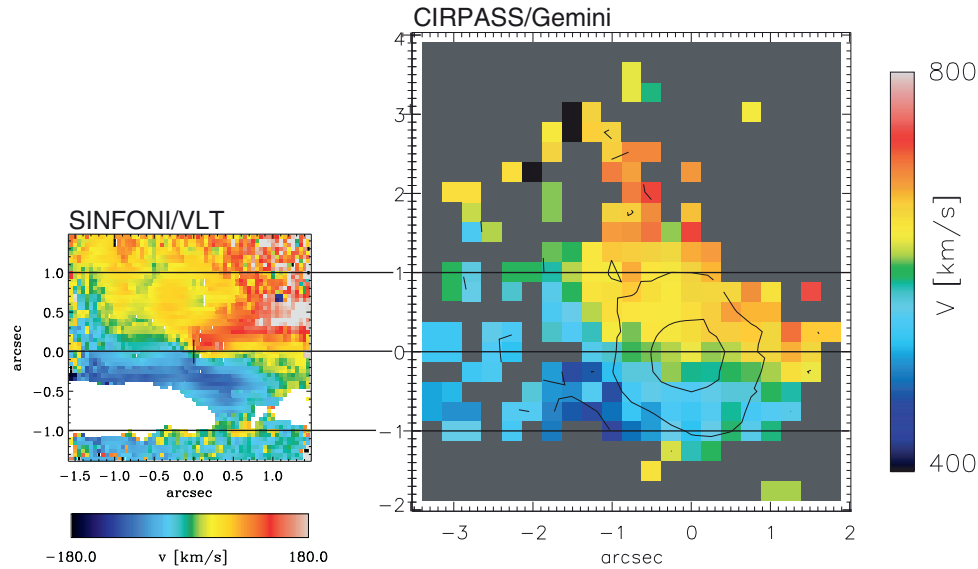 CIRPASS/Gemini
SINFONI/VLT
arcsec
1.0
0.5
0.0
−0.5
−1.0
−1.5 −1.0 −0.5 0.0 0.5 1.0
arcsec
−180.0 v [km/s] 180.0
4
3
2
1
0
−1
−2
−3 −2 −1 0 1 2
arcsec
800
V [km/s]
400